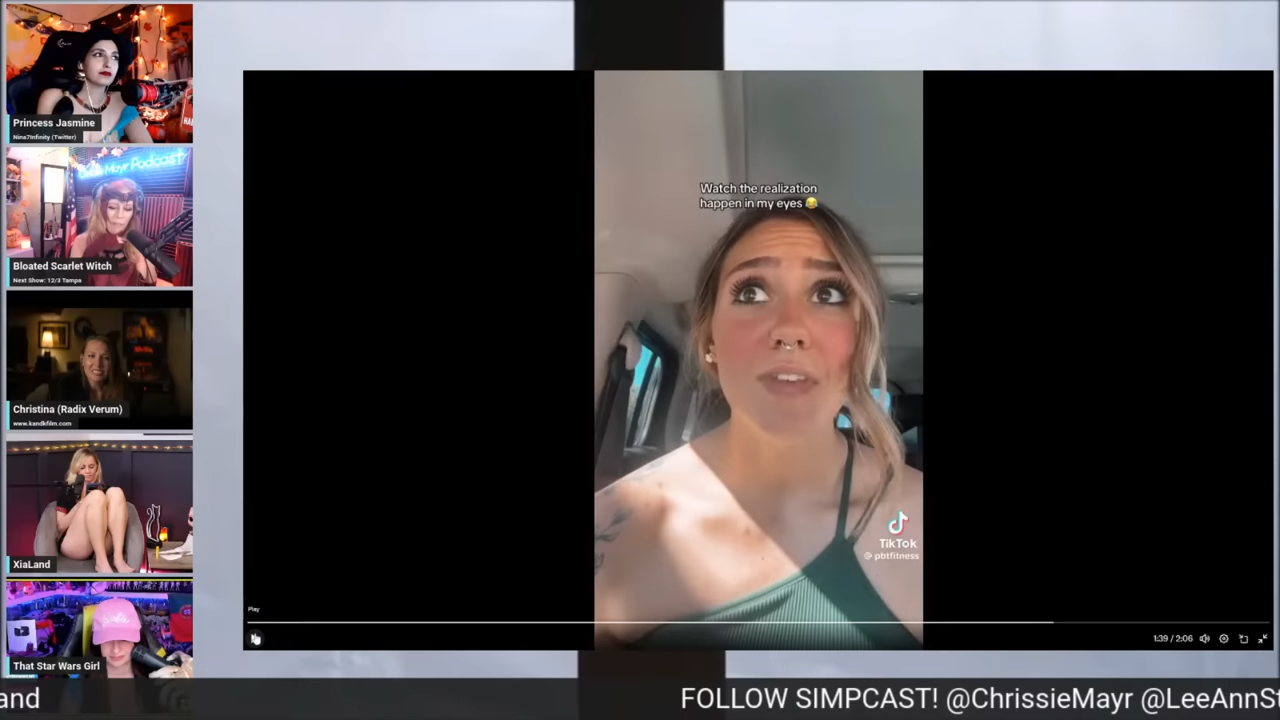 Princess Jasmine
Nina7Infinity (Twitter)
Mayr Podcast
Bloated Scarlet Witch
Next Show: 12/3 Tampa
Christina (Radix Verum)
www.kandkfilm.com
XiaLand
That Star Wars Girl
Watch the realization
happen in my eyes 😂
TikTok
@ pbtfitness
Play
1:39 / 2:06
and
FOLLOW SIMPCAST! @ChrissieMayr @LeeAnnSt